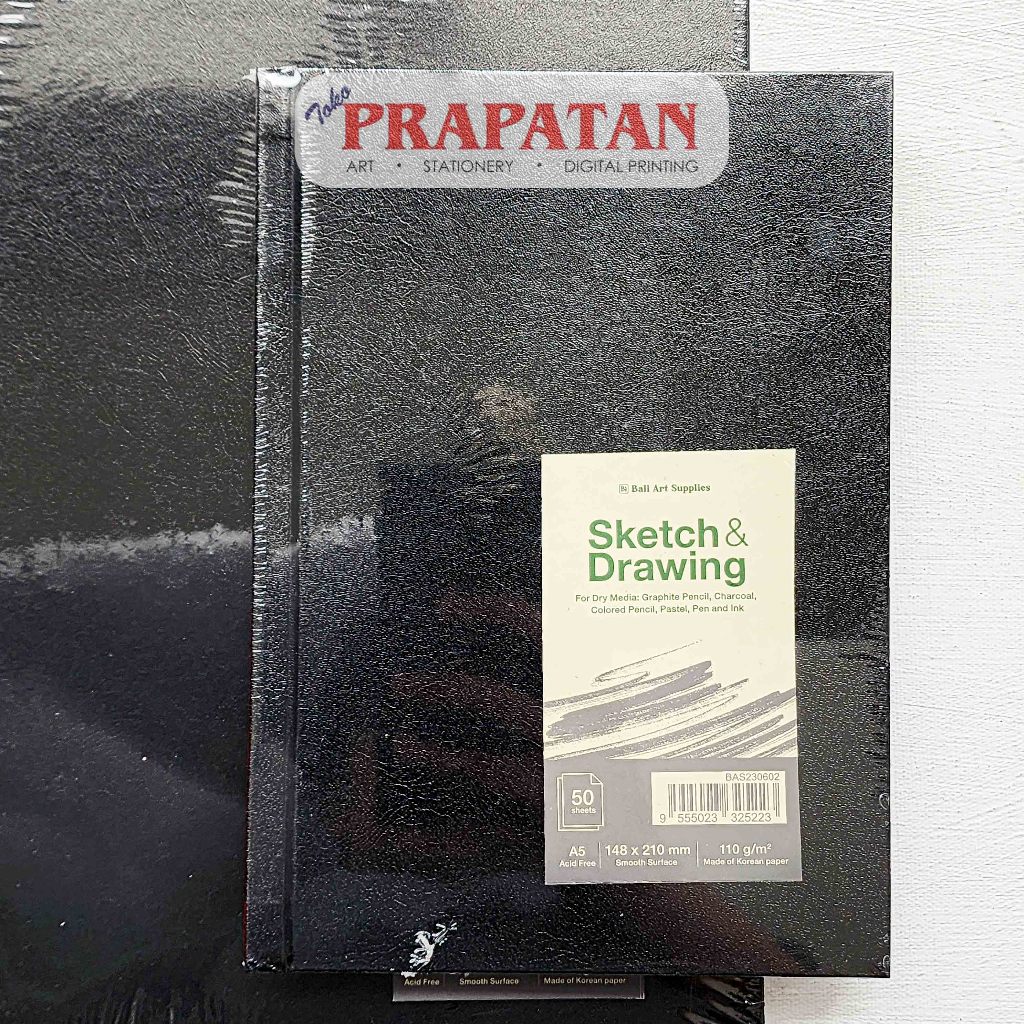 Toko
PRAPATAN
ART • STATIONERY • DIGITAL PRINTING
Bali Art Supplies
Sketch &
Drawing
For Dry Media: Graphite Pencil, Charcoal,
Colored Pencil, Pastel, Pen and Ink
50
sheets
BAS230602
9 555023 325223
A5
Acid Free
148 x 210 mm
Smooth Surface
110 g/m²
Made of Korean paper
Acid Free
Smooth Surface
Made of Korean paper